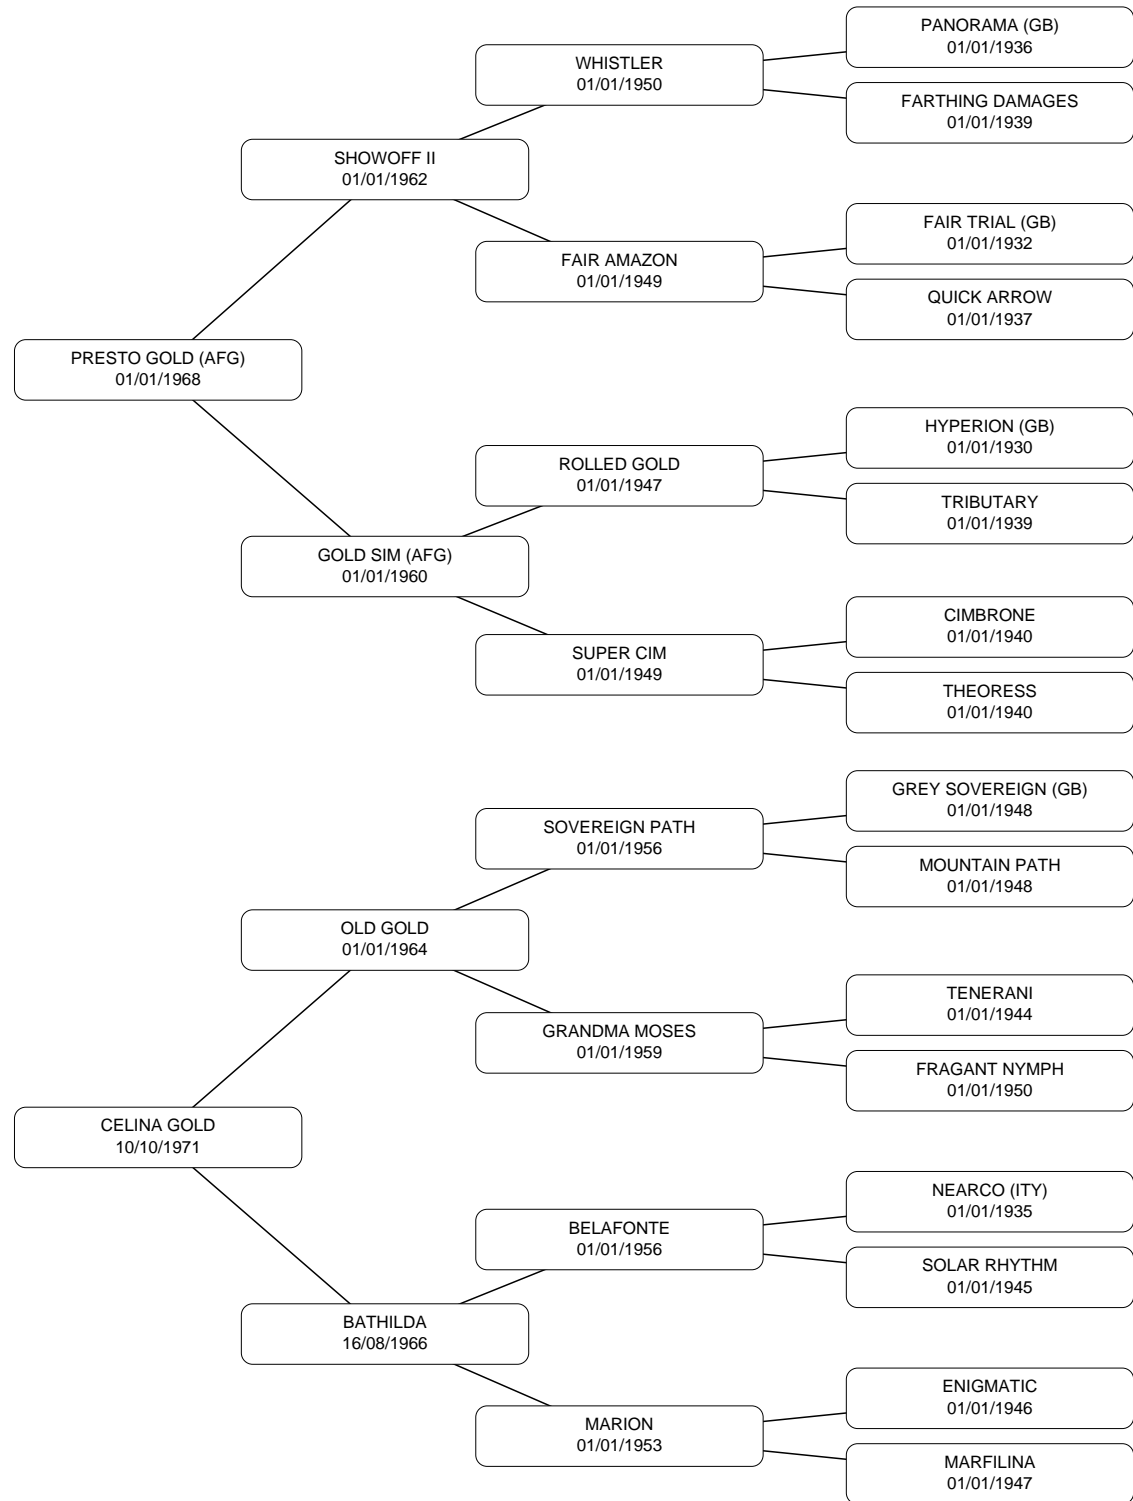 PANORAMA (GB)
01/01/1936
WHISTLER
01/01/1950
FARTHING DAMAGES
01/01/1939
SHOWOFF II
01/01/1962
FAIR TRIAL (GB)
01/01/1932
FAIR AMAZON
01/01/1949
QUICK ARROW
01/01/1937
PRESTO GOLD (AFG)
01/01/1968
HYPERION (GB)
01/01/1930
ROLLED GOLD
01/01/1947
TRIBUTARY
01/01/1939
GOLD SIM (AFG)
01/01/1960
CIMBRONE
01/01/1940
SUPER CIM
01/01/1949
THEORESS
01/01/1940
GREY SOVEREIGN (GB)
01/01/1948
SOVEREIGN PATH
01/01/1956
MOUNTAIN PATH
01/01/1948
OLD GOLD
01/01/1964
TENERANI
01/01/1944
GRANDMA MOSES
01/01/1959
FRAGANT NYMPH
01/01/1950
CELINA GOLD
10/10/1971
NEARCO (ITY)
01/01/1935
BELAFONTE
01/01/1956
SOLAR RHYTHM
01/01/1945
BATHILDA
16/08/1966
ENIGMATIC
01/01/1946
MARION
01/01/1953
MARFILINA
01/01/1947